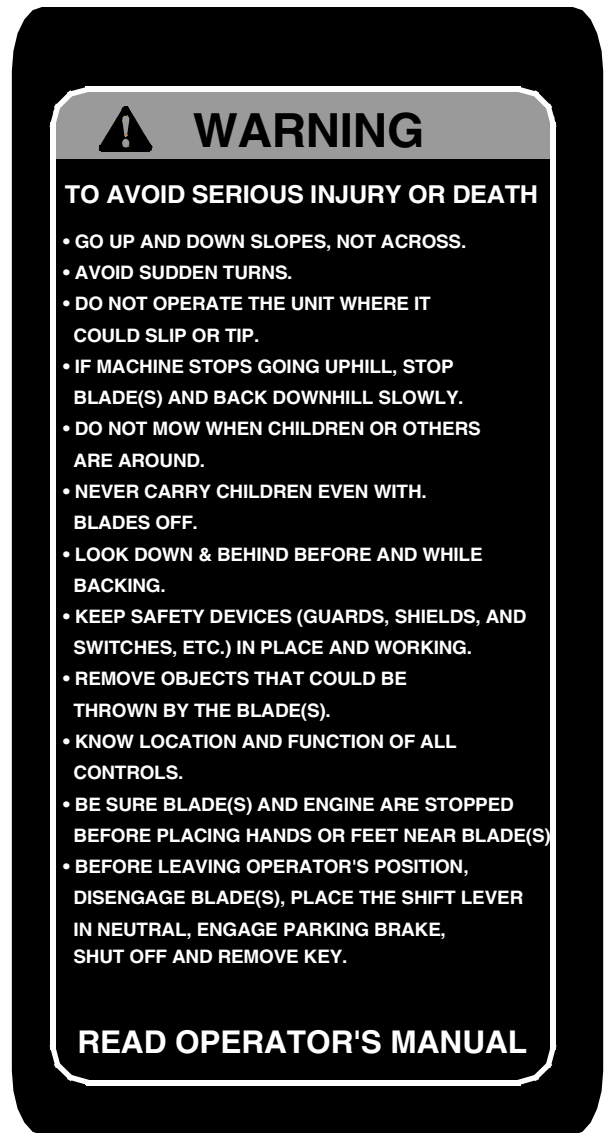 WARNING
TO AVOID SERIOUS INJURY OR DEATH
• GO UP AND DOWN SLOPES, NOT ACROSS.
• AVOID SUDDEN TURNS.
• DO NOT OPERATE THE UNIT WHERE IT
COULD SLIP OR TIP.
• IF MACHINE STOPS GOING UPHILL, STOP
BLADE(S) AND BACK DOWNHILL SLOWLY.
• DO NOT MOW WHEN CHILDREN OR OTHERS
ARE AROUND.
• NEVER CARRY CHILDREN EVEN WITH.
BLADES OFF.
• LOOK DOWN & BEHIND BEFORE AND WHILE
BACKING.
• KEEP SAFETY DEVICES (GUARDS, SHIELDS, AND
SWITCHES, ETC.) IN PLACE AND WORKING.
• REMOVE OBJECTS THAT COULD BE
THROWN BY THE BLADE(S).
• KNOW LOCATION AND FUNCTION OF ALL
CONTROLS.
• BE SURE BLADE(S) AND ENGINE ARE STOPPED
BEFORE PLACING HANDS OR FEET NEAR BLADE(S)
• BEFORE LEAVING OPERATOR'S POSITION,
DISENGAGE BLADE(S), PLACE THE SHIFT LEVER
IN NEUTRAL, ENGAGE PARKING BRAKE,
SHUT OFF AND REMOVE KEY.
READ OPERATOR'S MANUAL